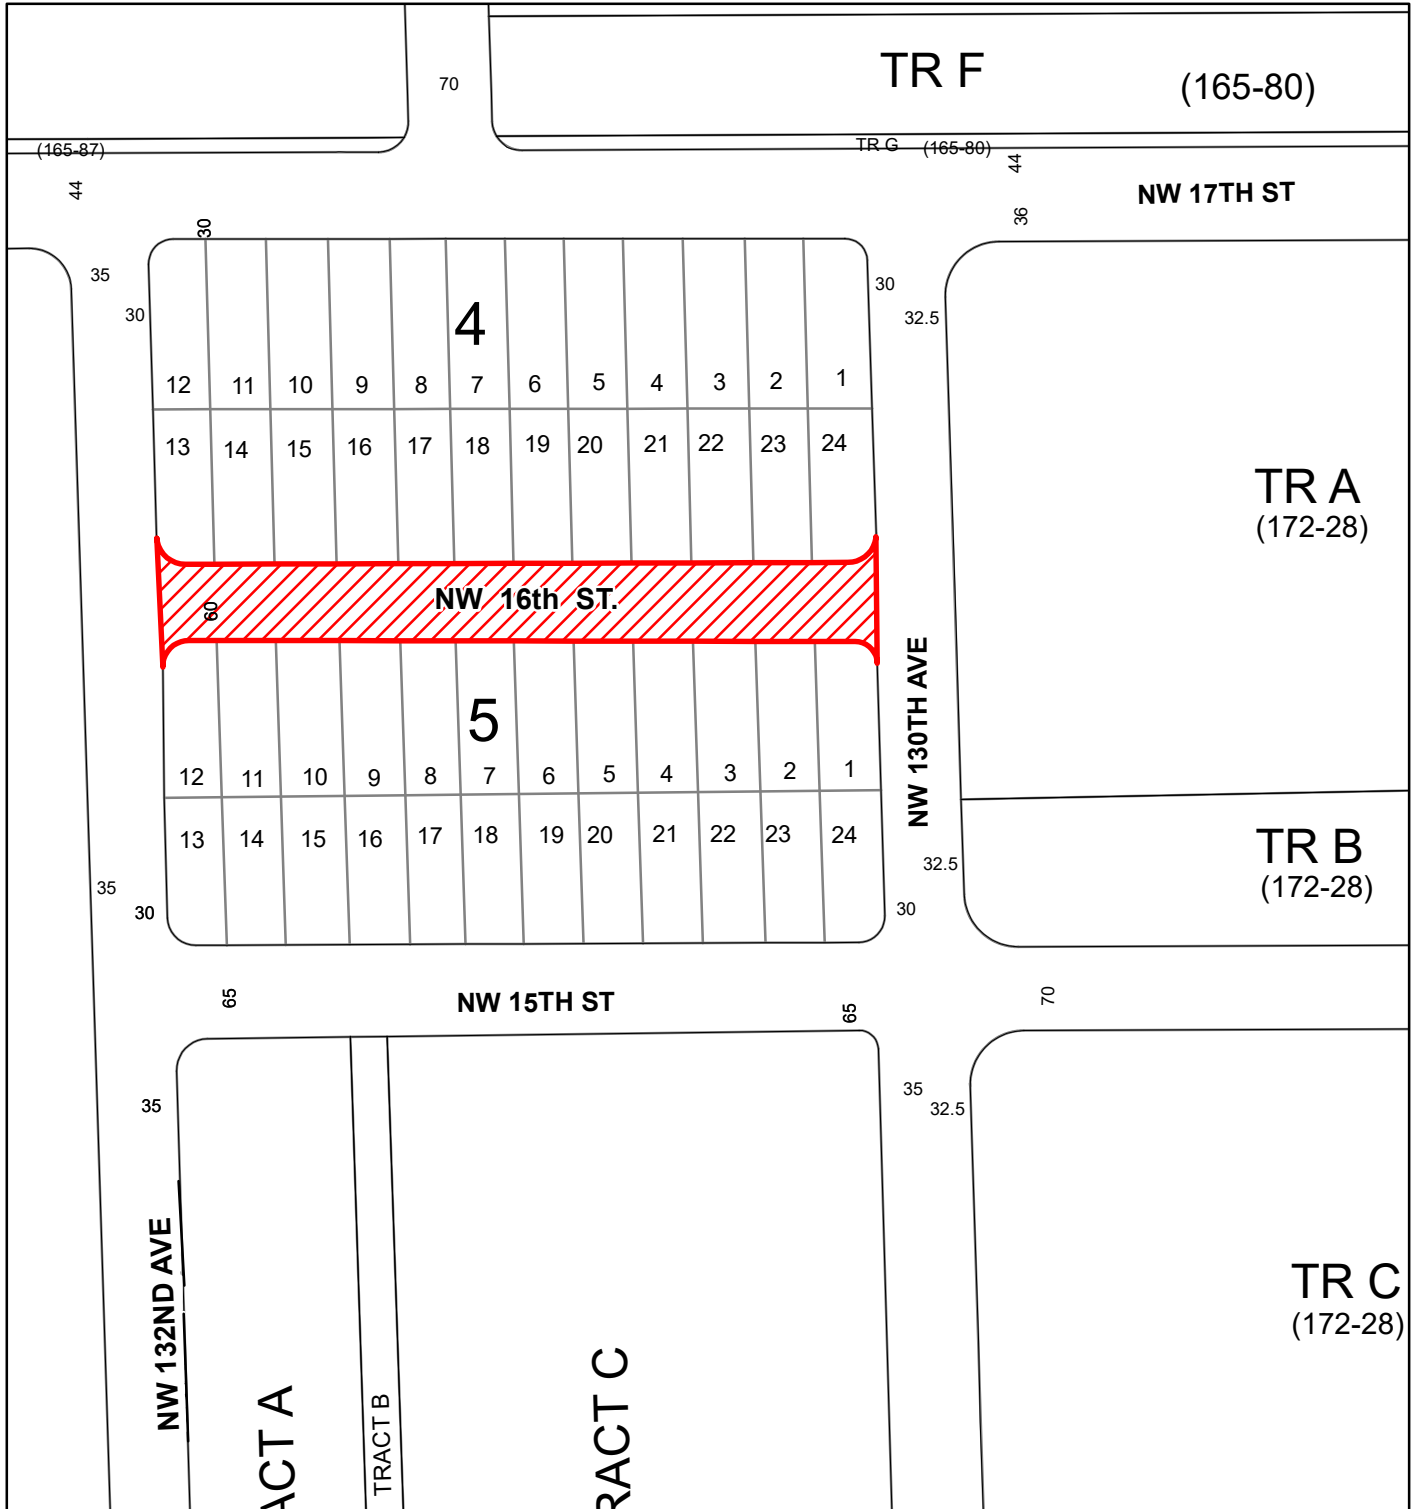 TR F
70
(165-80)
(165-87)
TR G
(165-80)
44
44
NW 17TH ST
36
30
35
30
30
32.5
4
12 11 10 9 8 7 6 5 4 3 2 1
13 14 15 16 17 18 19 20 21 22 23 24
TR A
(172-28)
NW 16th ST.
60
NW 130TH AVE
5
12 11 10 9 8 7 6 5 4 3 2 1
13 14 15 16 17 18 19 20 21 22 23 24
TR B
(172-28)
32.5
35
30
30
65
NW 15TH ST
65
70
35
35
32.5
NW 132ND AVE
TR C
(172-28)
ACT A
TRACT B
RACT C